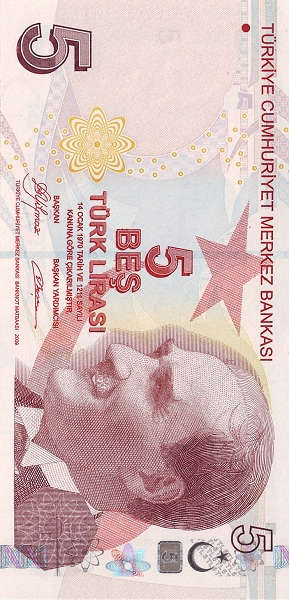 TÜRKİYE CUMHURİYET MERKEZ BANKASI
5
5
BEŞ
TÜRK LİRASI
14 OCAK 1970 TARİH VE 1211 SAYILI
KANUNA GÖRE ÇIKARILMIŞTIR.
BAŞKAN BAŞKAN YARDIMCISI
TÜRKİYE CUMHURİYET MERKEZ BANKASI BANKNOT MATBAASI 2009
5